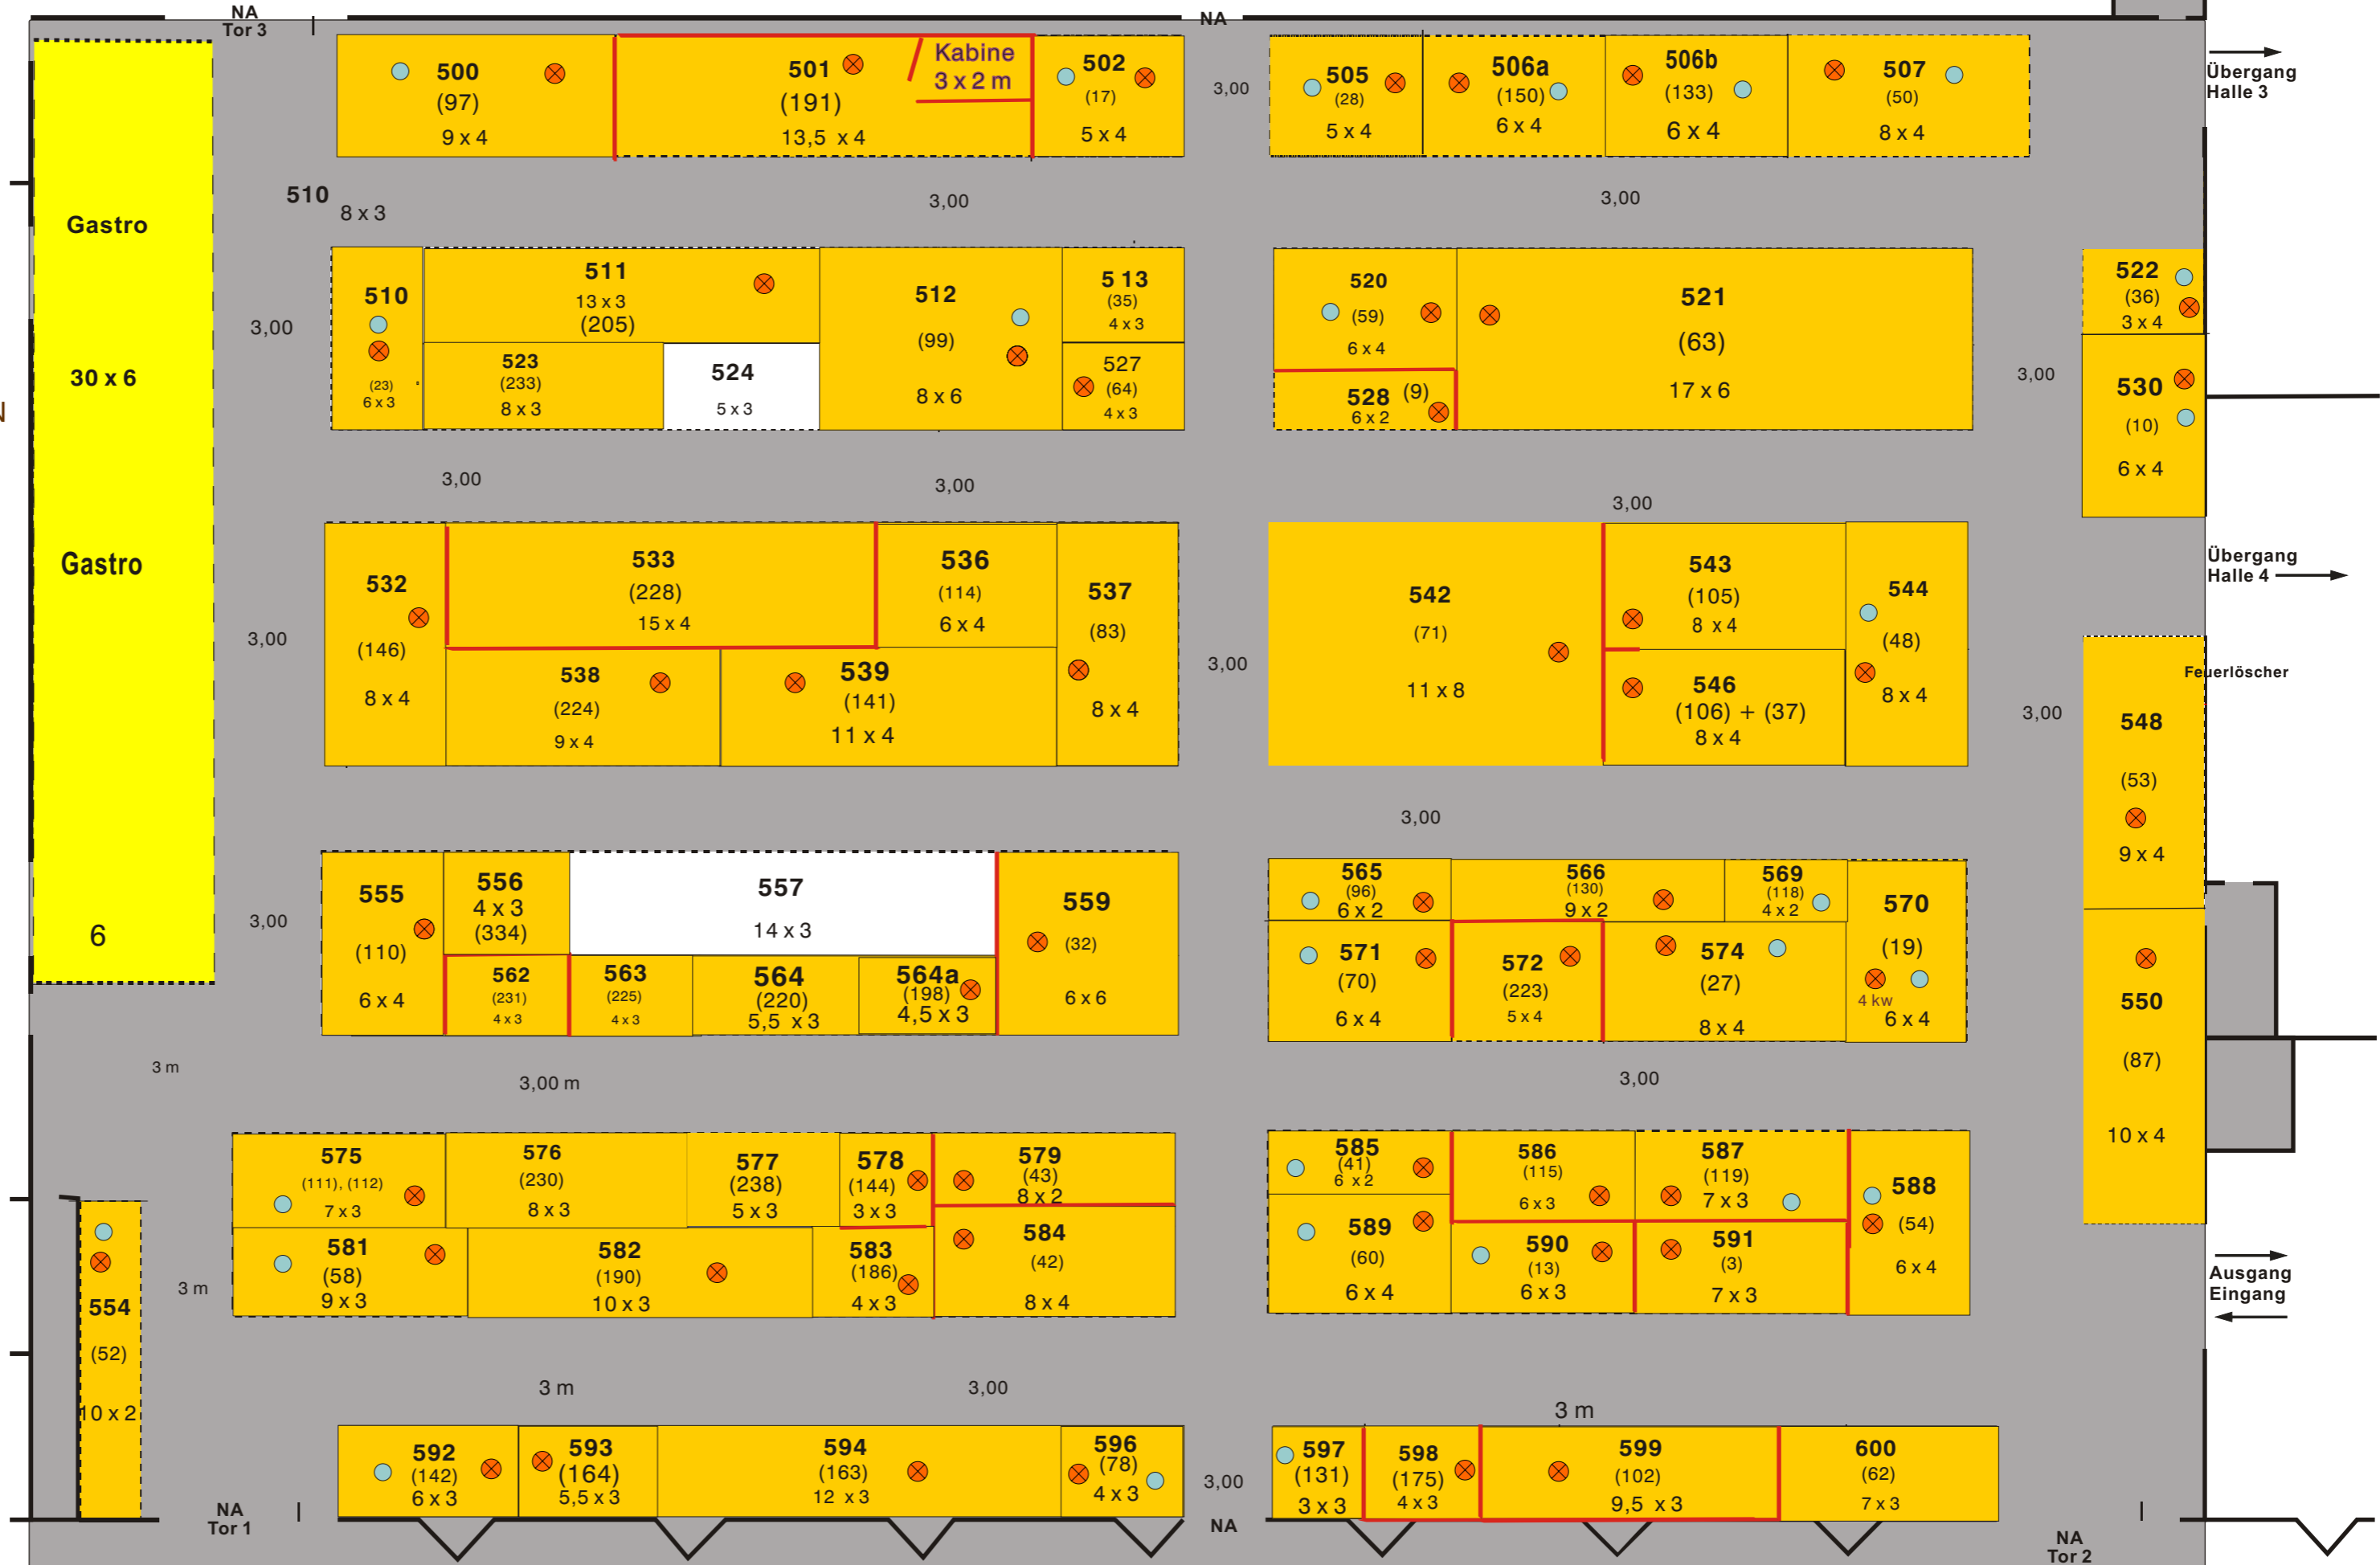 NA
Tor 3
NA
500
(97)
9 x 4
501
(191)
13,5 x 4
Kabine
3 x 2 m
502
(17)
5 x 4
3,00
505
(28)
5 x 4
506a
(150)
6 x 4
506b
(133)
6 x 4
507
(50)
8 x 4
Übergang
Halle 3
Gastro
30 x 6
Gastro
6
510
8 x 3
3,00
3,00
3,00
510
(23)
6 x 3
511
13 x 3
(205)
512
(99)
8 x 6
5 13
(35)
4 x 3
523
(233)
8 x 3
524
5 x 3
527
(64)
4 x 3
520
(59)
6 x 4
521
(63)
17 x 6
528
(9)
6 x 2
3,00
522
(36)
3 x 4
530
(10)
6 x 4
3,00
3,00
3,00
532
(146)
8 x 4
533
(228)
15 x 4
536
(114)
6 x 4
537
(83)
8 x 4
538
(224)
9 x 4
539
(141)
11 x 4
3,00
3,00
542
(71)
11 x 8
543
(105)
8 x 4
544
(48)
8 x 4
546
(106) + (37)
8 x 4
3,00
Übergang
Halle 4
Feuerlöscher
548
(53)
9 x 4
3,00
555
(110)
6 x 4
556
4 x 3
(334)
557
14 x 3
559
(32)
6 x 6
562
(231)
4 x 3
563
(225)
4 x 3
564
(220)
5,5 x 3
564a
(198)
4,5 x 3
3,00
565
(96)
6 x 2
566
(130)
9 x 2
569
(118)
4 x 2
570
(19)
4 kw
6 x 4
571
(70)
6 x 4
572
(223)
5 x 4
574
(27)
8 x 4
550
(87)
10 x 4
3 m
3,00 m
3,00
575
(111), (112)
7 x 3
576
(230)
8 x 3
577
(238)
5 x 3
578
(144)
3 x 3
579
(43)
8 x 2
581
(58)
9 x 3
582
(190)
10 x 3
583
(186)
4 x 3
584
(42)
8 x 4
585
(41)
6 x 2
586
(115)
6 x 3
587
(119)
7 x 3
588
(54)
6 x 4
589
(60)
6 x 4
590
(13)
6 x 3
591
(3)
7 x 3
3 m
554
(52)
10 x 2
Ausgang
Eingang
3 m
3,00
3 m
592
(142)
6 x 3
593
(164)
5,5 x 3
594
(163)
12 x 3
596
(78)
4 x 3
3,00
597
(131)
3 x 3
598
(175)
4 x 3
599
(102)
9,5 x 3
600
(62)
7 x 3
NA
Tor 1
NA
NA
Tor 2